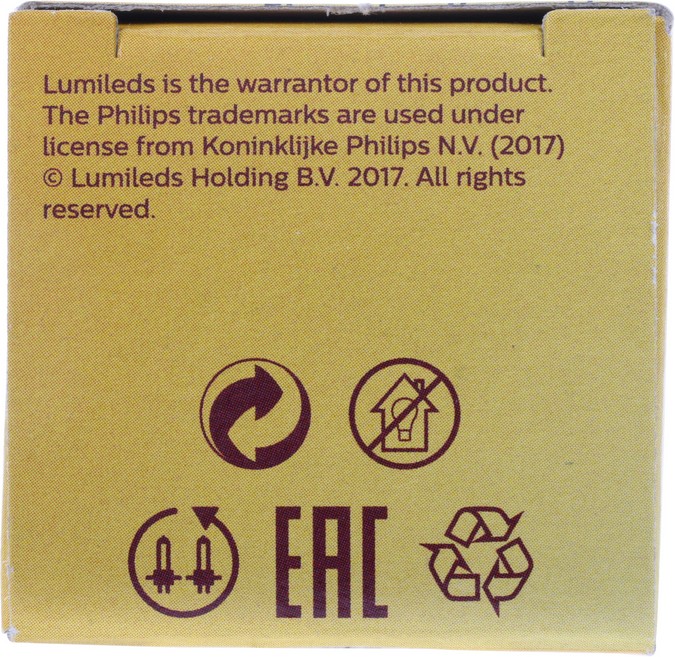 Lumileds is the warrantor of this product.
The Philips trademarks are used under
license from Koninklijke Philips N.V. (2017)
© Lumileds Holding B.V. 2017. All rights
reserved.
EAC